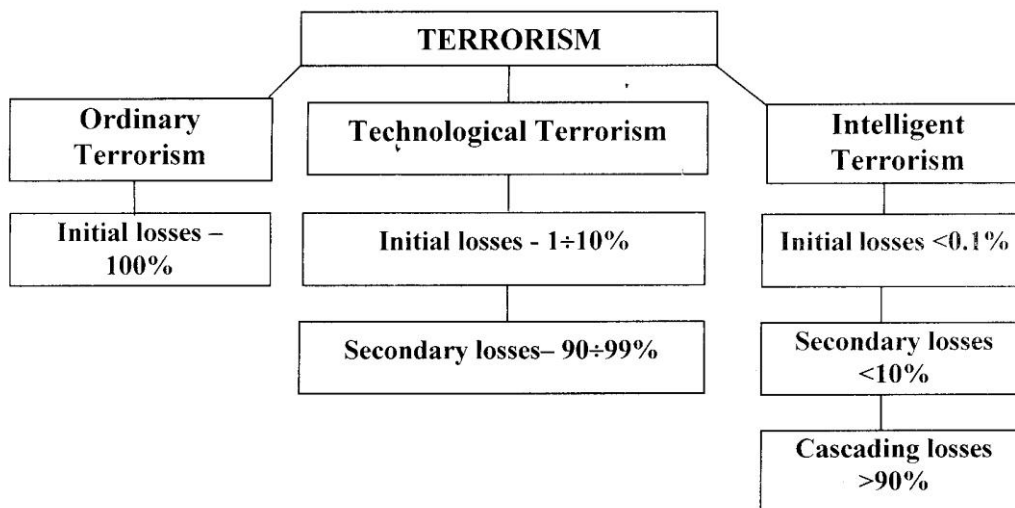 TERRORISM
Ordinary
Terrorism
Initial losses –
100%
Technological Terrorism
Initial losses - 1÷10%
Secondary losses– 90÷99%
Intelligent
Terrorism
Initial losses <0.1%
Secondary losses
<10%
Cascading losses
>90%